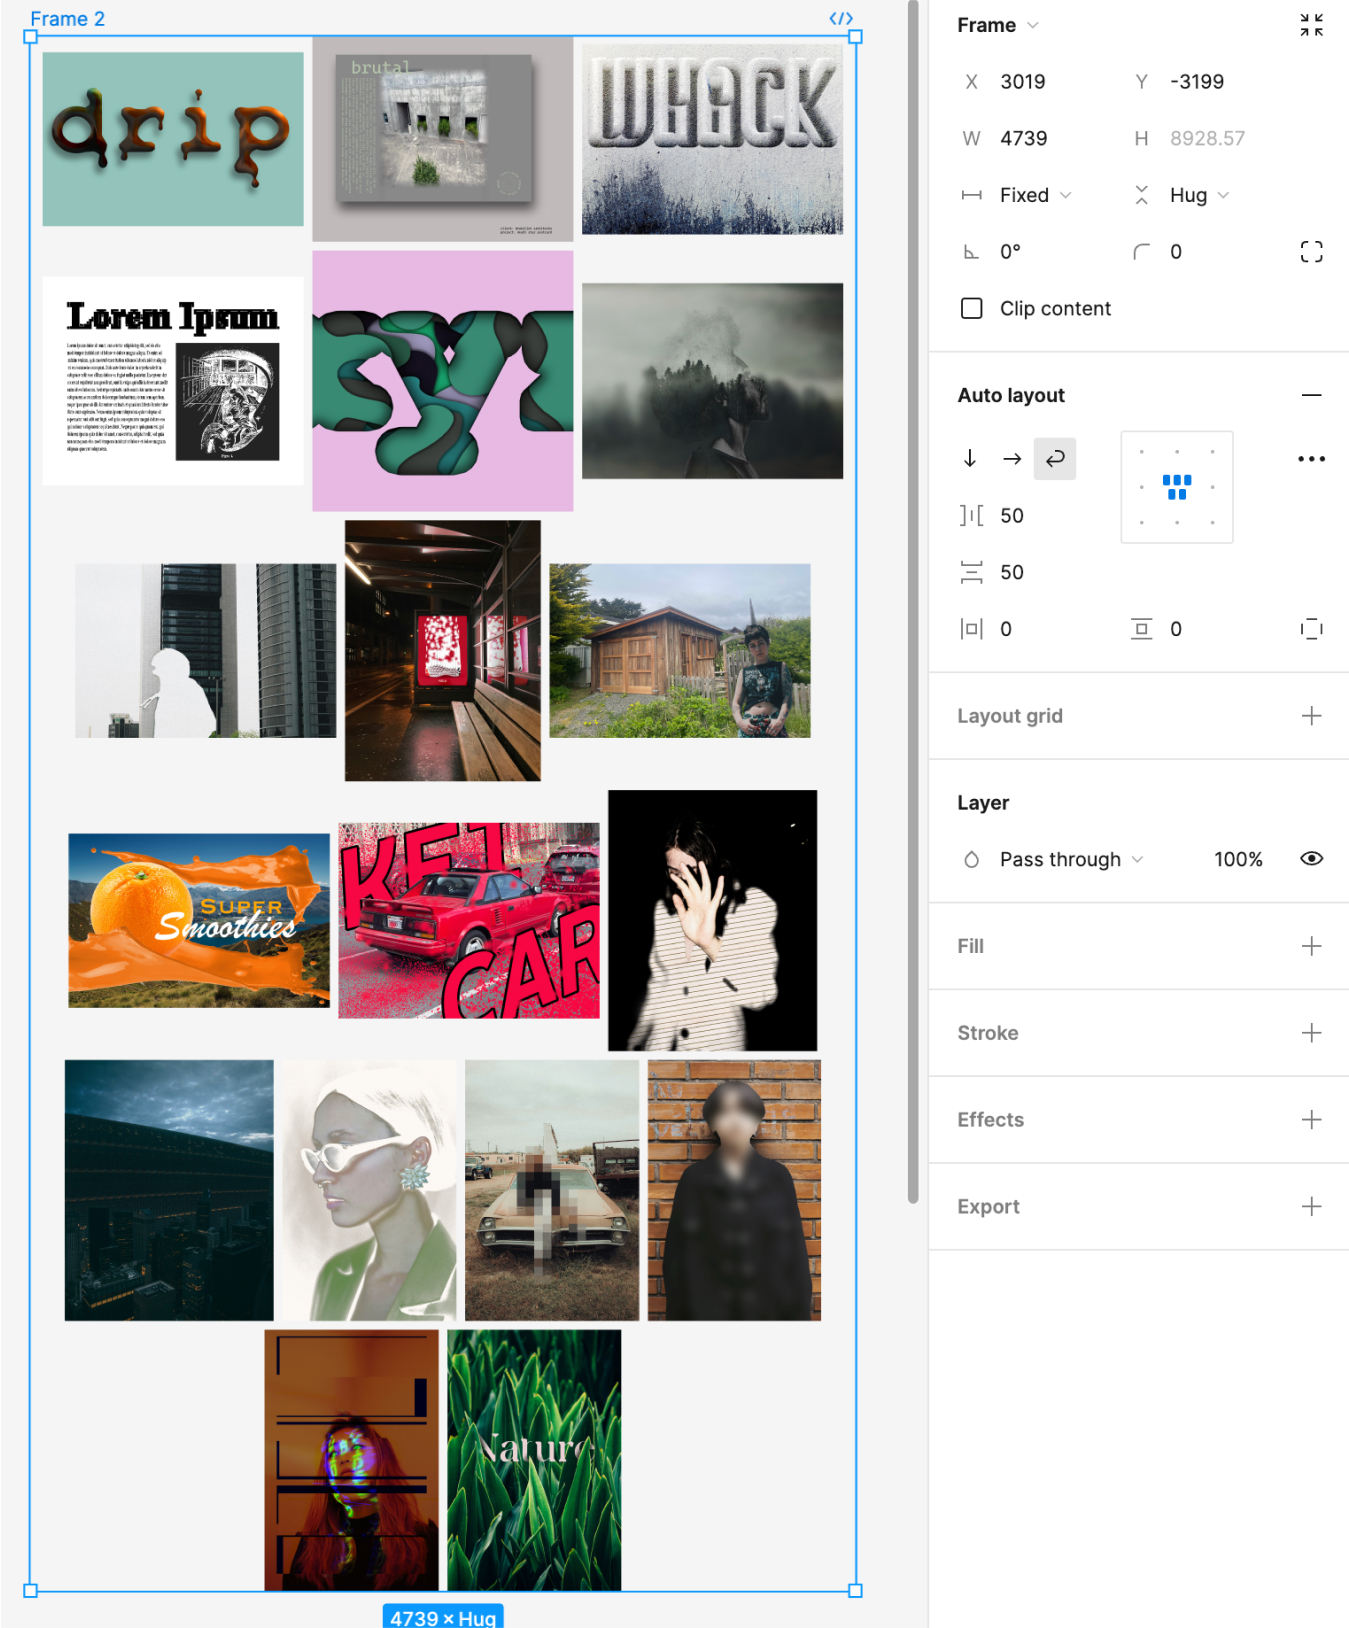 Frame 2
</>
drip
brutal
WHACK
Lorem Ipsum
SUPER
Smoothies
KEI
CAR
Nature
4739 × Hug
Frame
X 3019
Y -3199
W 4739
H 8928.57
Fixed
Hug
0°
0
Clip content
Auto layout
50
50
0
0
Layout grid
Layer
Pass through
100%
Fill
Stroke
Effects
Export